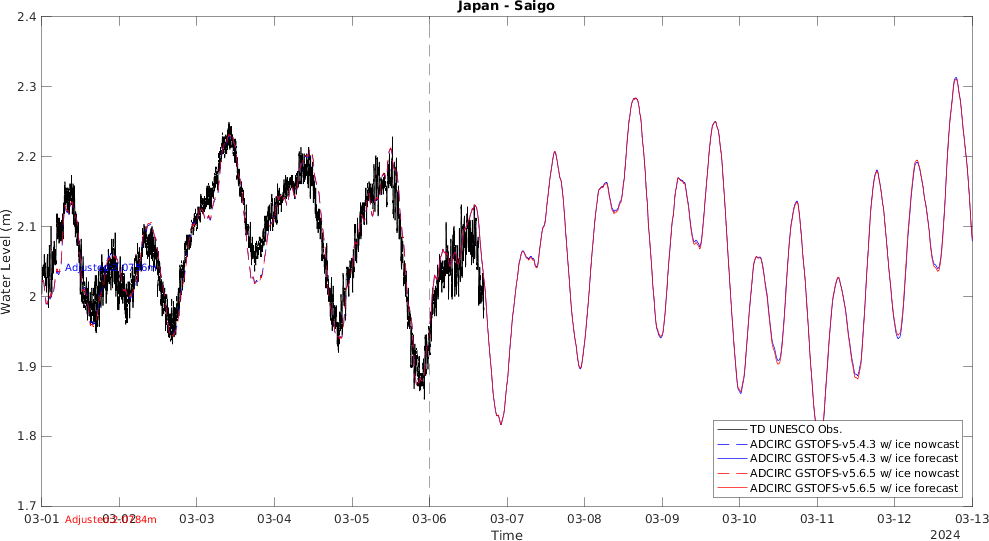 Japan - Saigo
2.4
2.3
2.2
2.1
2
1.9
1.8
1.7
Water Level (m)
TD UNESCO Obs.
ADCIRC GSTOFS-v5.4.3 w/ ice nowcast
ADCIRC GSTOFS-v5.4.3 w/ ice forecast
ADCIRC GSTOFS-v5.6.5 w/ ice nowcast
ADCIRC GSTOFS-v5.6.5 w/ ice forecast
03-01 03-02 03-03 03-04 03-05 03-06 03-07 03-08 03-09 03-10 03-11 03-12 03-13
Time
2024